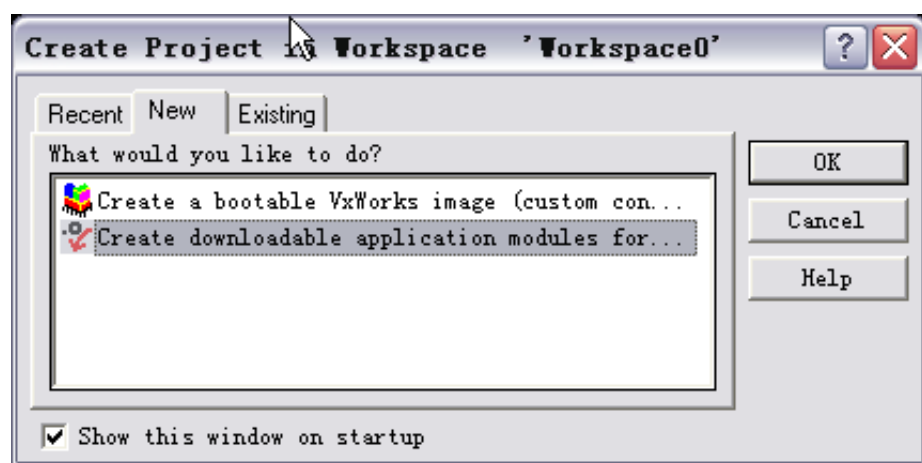 Create Project in Workspace 'Workspace0'
Recent New Existing
What would you like to do?
OK
Create a bootable VxWorks image (custom con...
Cancel
Create downloadable application modules for...
Help
Show this window on startup